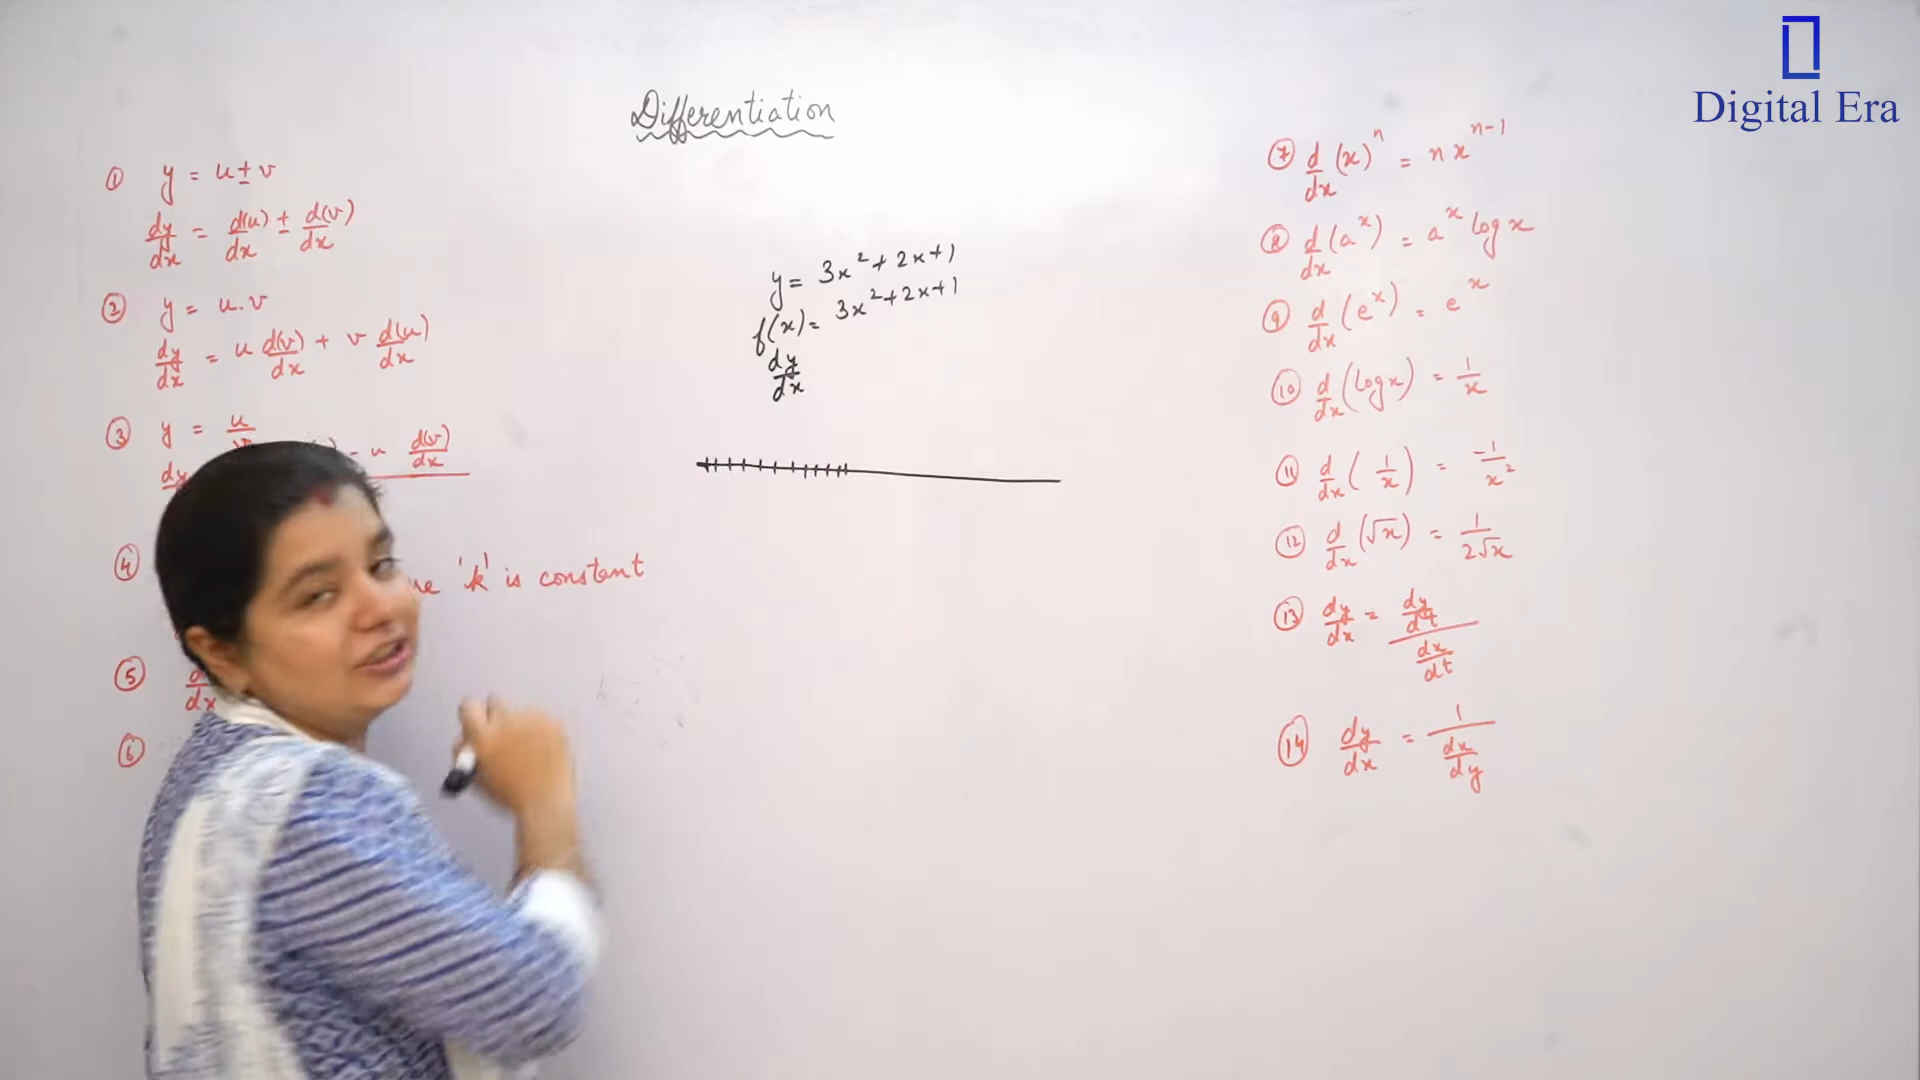 Digital Era
Differentiation
① y = u ± v
dy/dx = d(u)/dx ± d(v)/dx
② y = u.v
dy/dx = u d(v)/dx + v d(u)/dx
③ y = u/v
dy - u d(v)/dx
④ 'k' is constant
⑤ d/dx
⑥
y = 3x² + 2x + 1
f(x) = 3x² + 2x + 1
dy/dx
⑦ d/dx (x)ⁿ = n xⁿ⁻¹
⑧ d/dx (aˣ) = aˣ log x
⑨ d/dx (eˣ) = eˣ
⑩ d/dx (log x) = 1/x
⑪ d/dx (1/x) = -1/x²
⑫ d/dx (√x) = 1/2√x
⑬ dy/dx = dy/dt / dx/dt
⑭ dy/dx = 1 / dx/dy